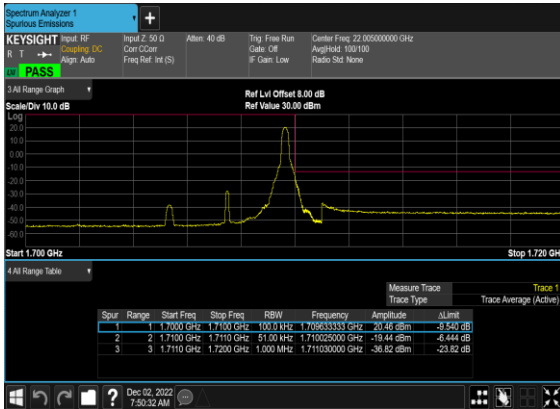 Spectrum Analyzer 1
Spurious Emissions
+
KEYSIGHT
R T
LXI PASS
Input: RF
Coupling: DC
Align: Auto
Input Z: 50 Ω
Corr CCorr
Freq Ref: Int (S)
Atten: 40 dB
Trig: Free Run
Gate: Off
IF Gain: Low
Center Freq: 22.005000000 GHz
Avg|Hold: 100/100
Radio Std: None
3 All Range Graph
Scale/Div 10.0 dB
Ref Lvl Offset 8.00 dB
Ref Value 30.00 dBm
Log
20.0
10.0
0.00
-10.0
-20.0
-30.0
-40.0
-50.0
-60.0
Start 1.700 GHz
Stop 1.720 GH
4 All Range Table
Measure Trace Trace 1
Trace Type Trace Average (Active)
Spur Range Start Freq Stop Freq RBW Frequency Amplitude ΔLimit
1 1 1.7000 GHz 1.7100 GHz 100.0 kHz 1.709633333 GHz 20.46 dBm -9.540 dB
2 2 1.7100 GHz 1.7110 GHz 51.00 kHz 1.710025000 GHz -19.44 dBm -6.444 dB
3 3 1.7110 GHz 1.7200 GHz 1.000 MHz 1.711030000 GHz -36.82 dBm -23.82 dB
?
Dec 02, 2022
7:50:32 AM